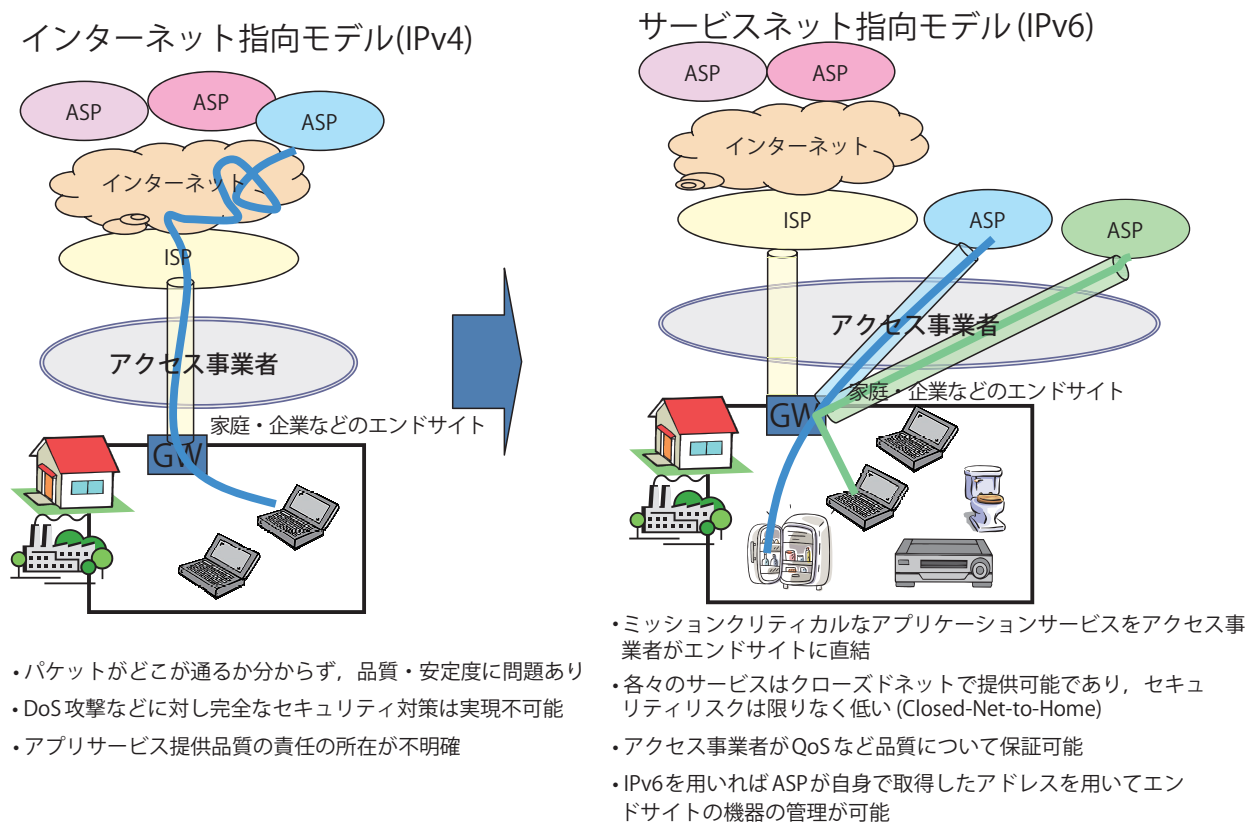 インターネット指向モデル(IPv4)
ASP
ASP
ASP
インターネット
ISP
アクセス事業者
家庭・企業などのエンドサイト
GW
・パケットがどこが通るか分からず，品質・安定度に問題あり
・DoS攻撃などに対し完全なセキュリティ対策は実現不可能
・アプリサービス提供品質の責任の所在が不明確
サービスネット指向モデル(IPv6)
ASP
ASP
インターネット
ISP
ASP
ASP
アクセス事業者
家庭・企業などのエンドサイト
GW
・ミッションクリティカルなアプリケーションサービスをアクセス事
業者がエンドサイトに直結
・各々のサービスはクローズドネットで提供可能であり，セキュ
リティリスクは限りなく低い(Closed-Net-to-Home)
・アクセス事業者がQoSなど品質について保証可能
・IPv6を用いればASPが自身で取得したアドレスを用いてエン
ドサイトの機器の管理が可能